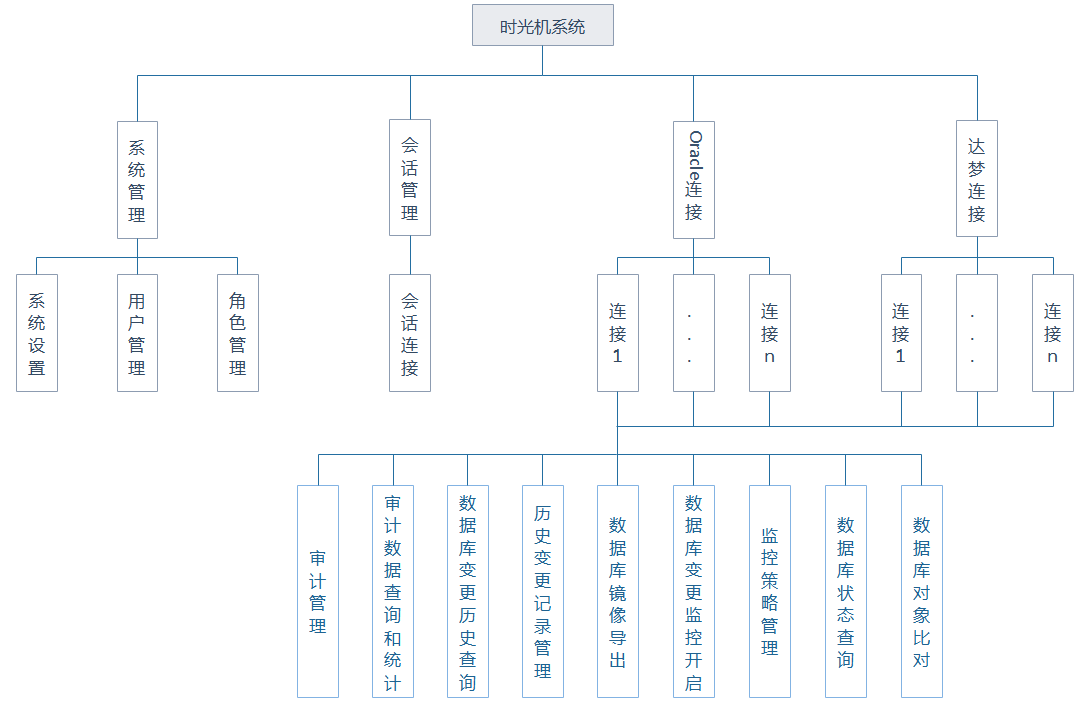 时光机系统
系统管理
会话管理
Oracle连接
达梦连接
系统设置
用户管理
角色管理
会话连接
连接1
...
连接n
连接1
...
连接n
审计管理
审计数据查询和统计
数据库变更历史查询
历史变更记录管理
数据库镜像导出
数据库变更监控开启
监控策略管理
数据库状态查询
数据库对象比对